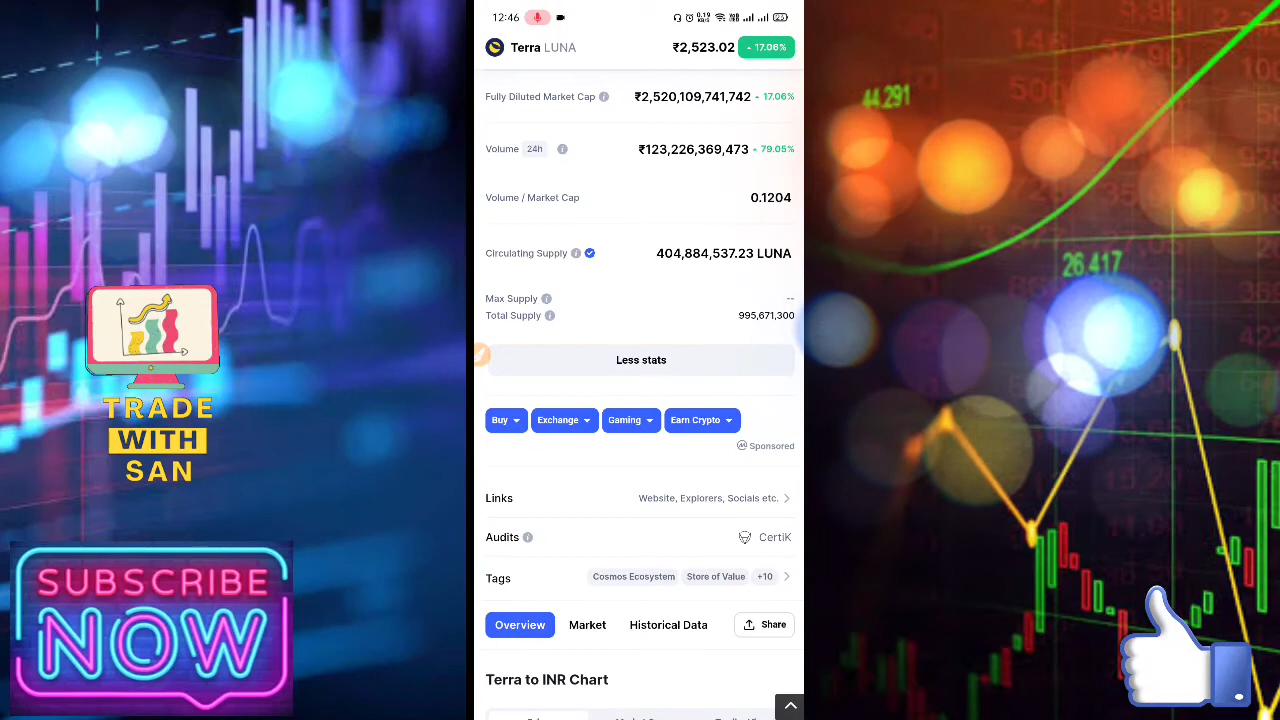 12:46
Terra LUNA ₹2,523.02 17.06%
Fully Diluted Market Cap ₹2,520,109,741,742 17.06%
Volume 24h ₹123,226,369,473 79.05%
Volume / Market Cap 0.1204
Circulating Supply 404,884,537.23 LUNA
Max Supply --
Total Supply 995,671,300
Less stats
Buy Exchange Gaming Earn Crypto
Sponsored
Links Website, Explorers, Socials etc.
Audits CertiK
Tags Cosmos Ecosystem Store of Value +10
Overview Market Historical Data Share
Terra to INR Chart
TRADE
WITH
SAN
SUBSCRIBE
NOW
44.291
26.417